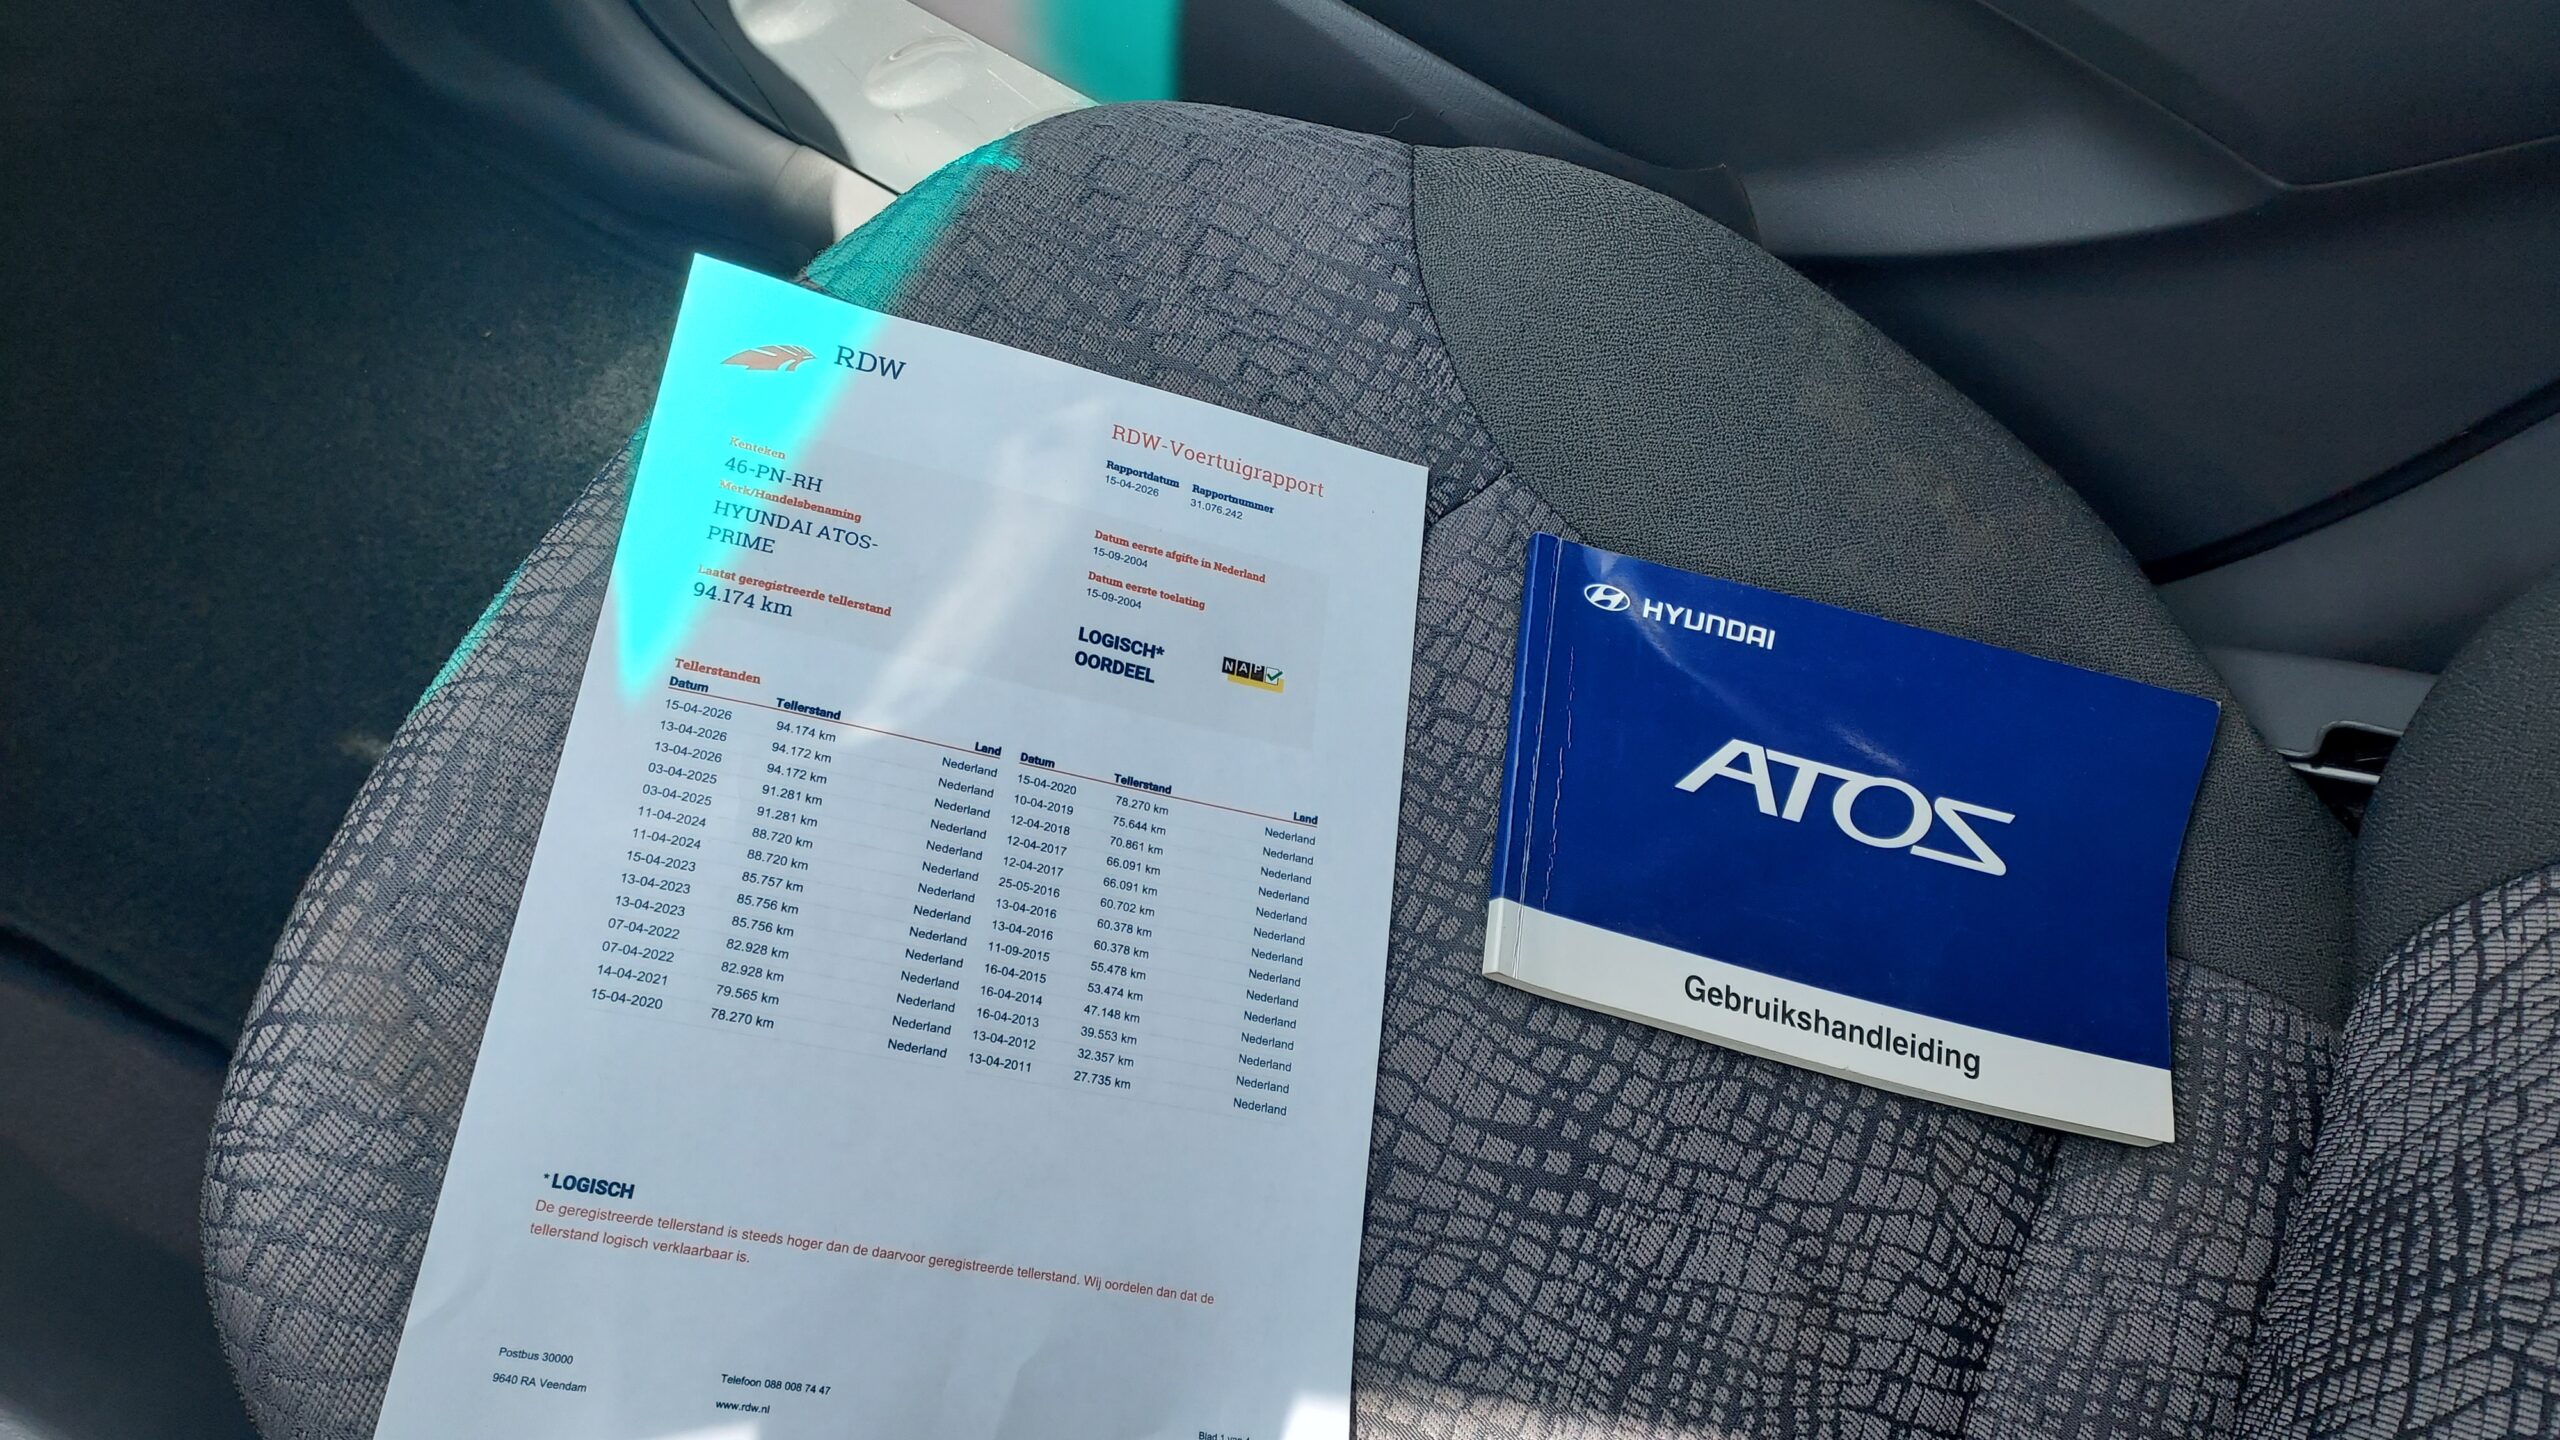 RDW
RDW-Voertuigrapport
Rapportdatum Rapportnummer
15-04-2026 31.076.242
Kenteken
46-PN-RH
Merk/Handelsbenaming
HYUNDAI ATOS-
PRIME
Laatst geregistreerde tellerstand
94.174 km
Datum eerste afgifte in Nederland
15-09-2004
Datum eerste toelating
15-09-2004
LOGISCH*
OORDEEL
NAP
Tellerstanden
Datum Tellerstand Land
15-04-2026 94.174 km Nederland
13-04-2026 94.172 km Nederland
13-04-2026 94.172 km Nederland
03-04-2025 91.281 km Nederland
03-04-2025 91.281 km Nederland
11-04-2024 88.720 km Nederland
11-04-2024 88.720 km Nederland
15-04-2023 85.757 km Nederland
13-04-2023 85.756 km Nederland
13-04-2023 85.756 km Nederland
07-04-2022 82.928 km Nederland
07-04-2022 82.928 km Nederland
14-04-2021 79.565 km Nederland
15-04-2020 78.270 km Nederland
Datum Tellerstand Land
15-04-2020 78.270 km Nederland
10-04-2019 75.644 km Nederland
12-04-2018 70.861 km Nederland
12-04-2017 66.091 km Nederland
12-04-2017 66.091 km Nederland
25-05-2016 60.702 km Nederland
13-04-2016 60.378 km Nederland
13-04-2016 60.378 km Nederland
11-09-2015 55.478 km Nederland
16-04-2015 53.474 km Nederland
16-04-2014 47.148 km Nederland
16-04-2013 39.553 km Nederland
13-04-2012 32.357 km Nederland
13-04-2011 27.735 km Nederland
*LOGISCH
De geregistreerde tellerstand is steeds hoger dan de daarvoor geregistreerde tellerstand. Wij oordelen dan dat de
tellerstand logisch verklaarbaar is.
Postbus 30000
9640 RA Veendam
Telefoon 088 008 74 47
www.rdw.nl
Blad 1 van
HYUNDAI
ATOS
Gebruikshandleiding